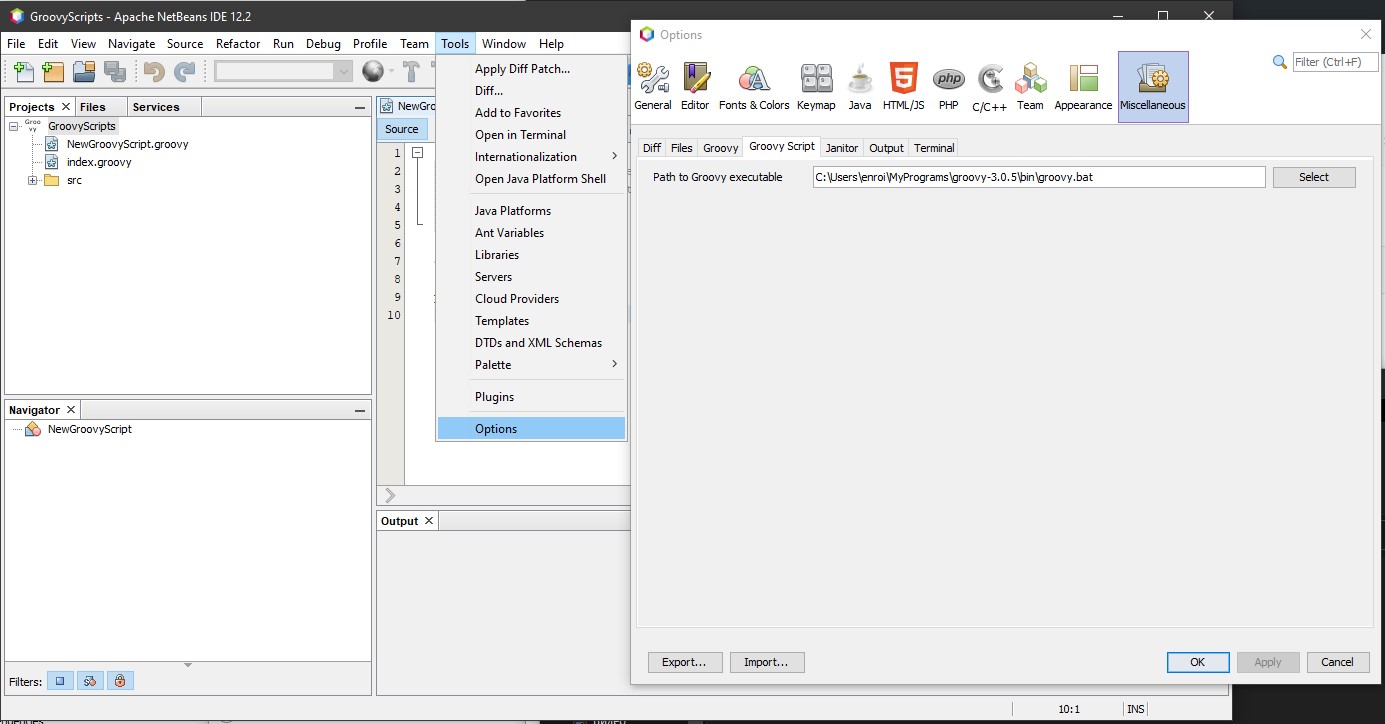 GroovyScripts - Apache NetBeans IDE 12.2
File Edit View Navigate Source Refactor Run Debug Profile Team Tools Window Help
Projects Files Services
Groo
vy
GroovyScripts
NewGroovyScript.groovy
index.groovy
src
Navigator
NewGroovyScript
Filters:
NewGro
Source
1
2
3
4
5
6
7
8
9
10
Output
10:1 INS
Apply Diff Patch...
Diff...
Add to Favorites
Open in Terminal
Internationalization
Open Java Platform Shell
Java Platforms
Ant Variables
Libraries
Servers
Cloud Providers
Templates
DTDs and XML Schemas
Palette
Plugins
Options
Options
Filter (Ctrl+F)
php
General Editor Fonts & Colors Keymap Java HTML/JS PHP C/C++ Team Appearance Miscellaneous
Diff Files Groovy Groovy Script Janitor Output Terminal
Path to Groovy executable C:\Users\enroi\MyPrograms\groovy-3.0.5\bin\groovy.bat Select
Export... Import... OK Apply Cancel